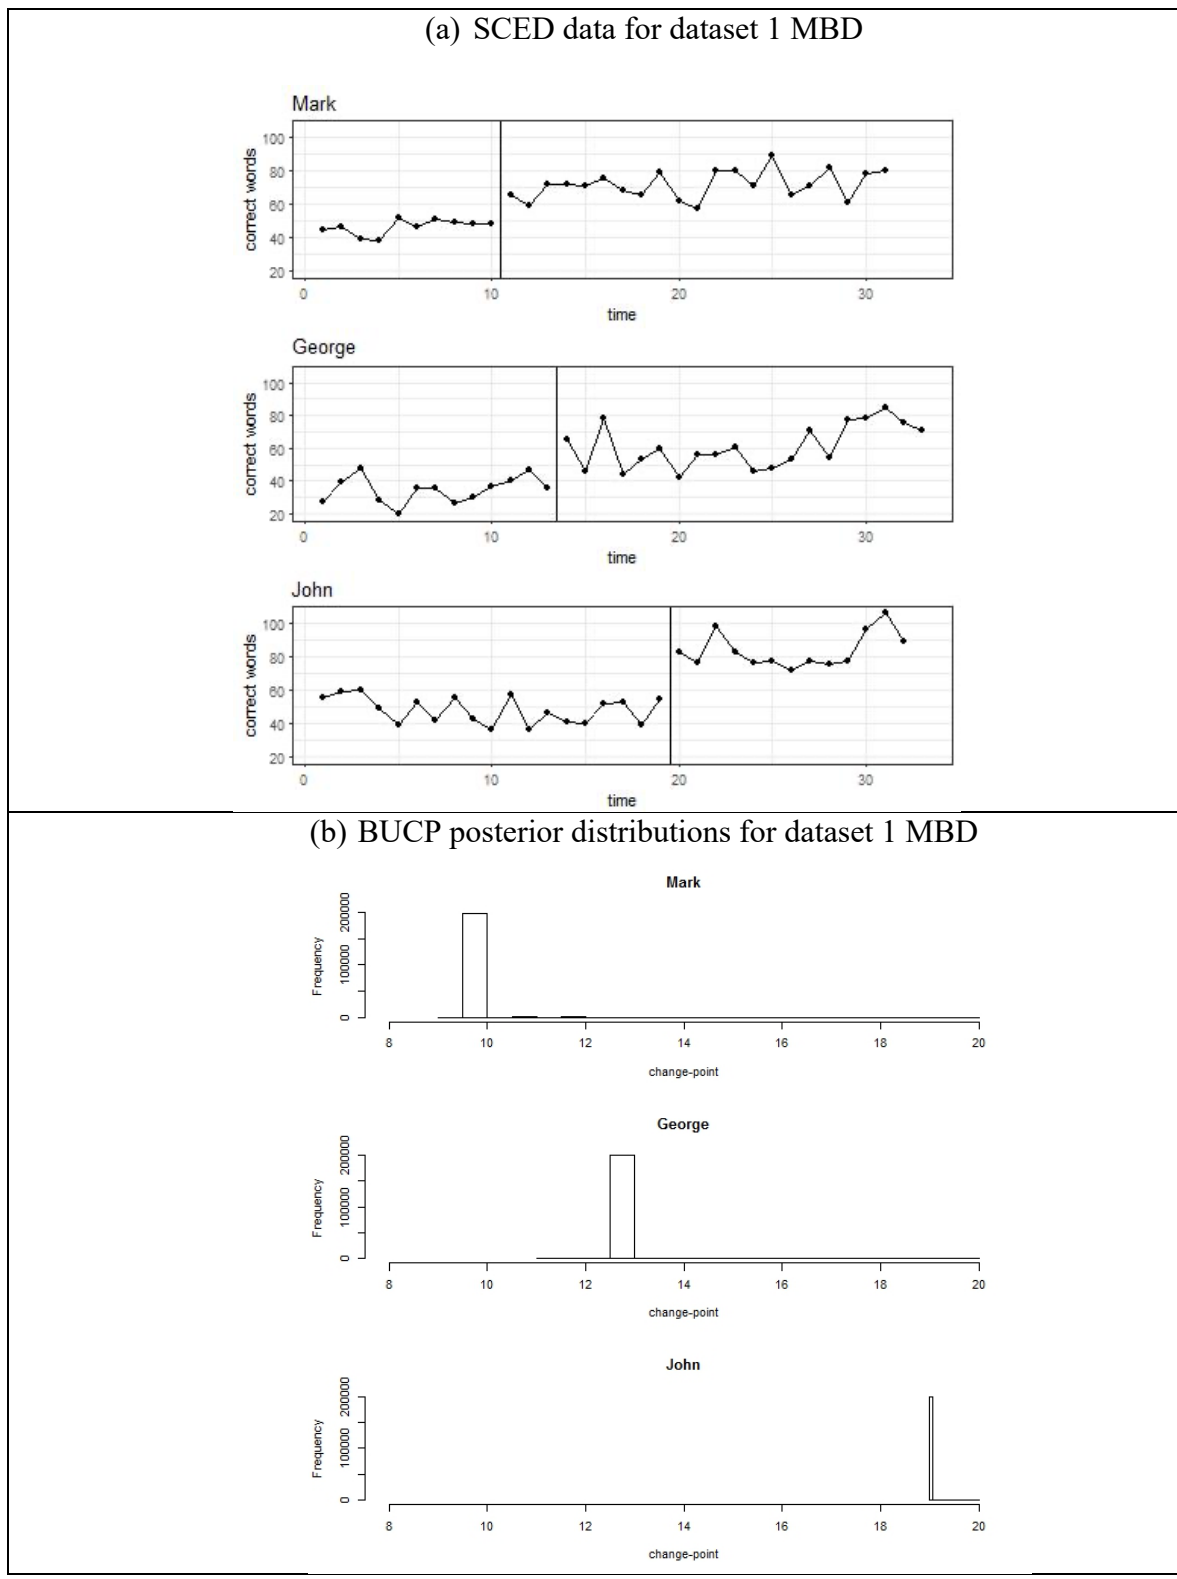 (a) SCED data for dataset 1 MBD
Mark
correct words
100
80
60
40
20
0 10 20 30
time
George
correct words
100
80
60
40
20
0 10 20 30
time
John
correct words
100
80
60
40
20
0 10 20 30
time
(b) BUCP posterior distributions for dataset 1 MBD
Mark
Frequency
200000
100000
0
8 10 12 14 16 18 20
change-point
George
Frequency
200000
100000
0
8 10 12 14 16 18 20
change-point
John
Frequency
200000
100000
0
8 10 12 14 16 18 20
change-point